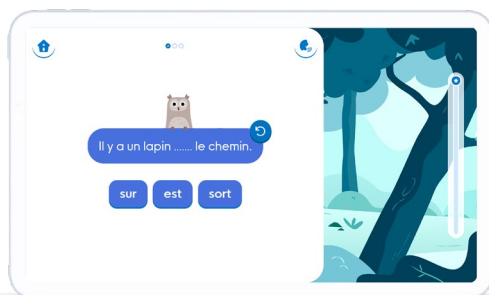 Il y a un lapin ....... le chemin.
sur est sort